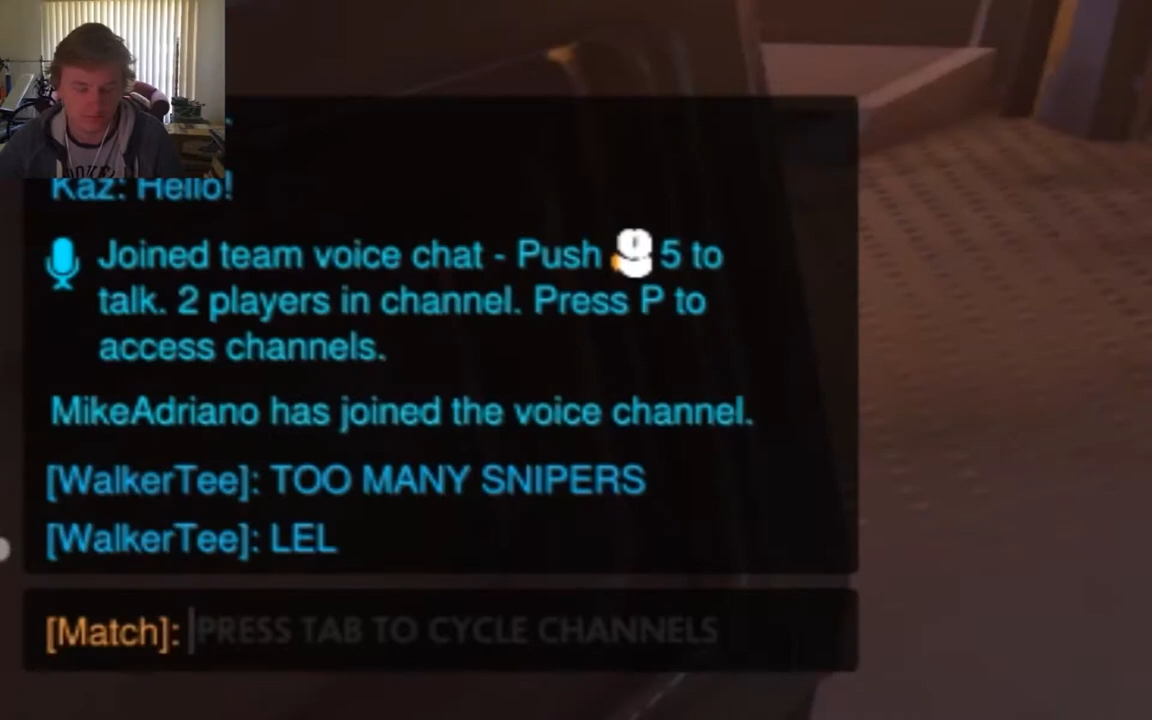 Kaz: Hello!
Joined team voice chat - Push 5 to
talk. 2 players in channel. Press P to
access channels.
MikeAdriano has joined the voice channel.
[WalkerTee]: TOO MANY SNIPERS
[WalkerTee]: LEL
[Match]: PRESS TAB TO CYCLE CHANNELS